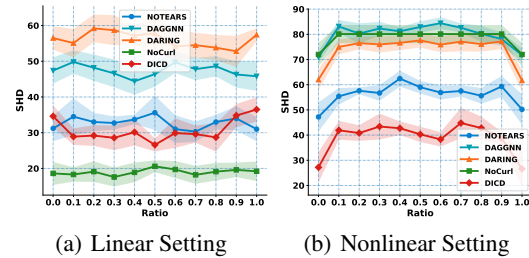 60
50
40
30
20
SHD
0.0 0.1 0.2 0.3 0.4 0.5 0.6 0.7 0.8 0.9 1.0
Ratio
NOTEARS
DAGGNN
DARING
NoCurl
DICD
(a) Linear Setting
90
80
70
60
50
40
30
20
SHD
0.0 0.1 0.2 0.3 0.4 0.5 0.6 0.7 0.8 0.9 1.0
Ratio
NOTEARS
DAGGNN
DARING
NoCurl
DICD
(b) Nonlinear Setting